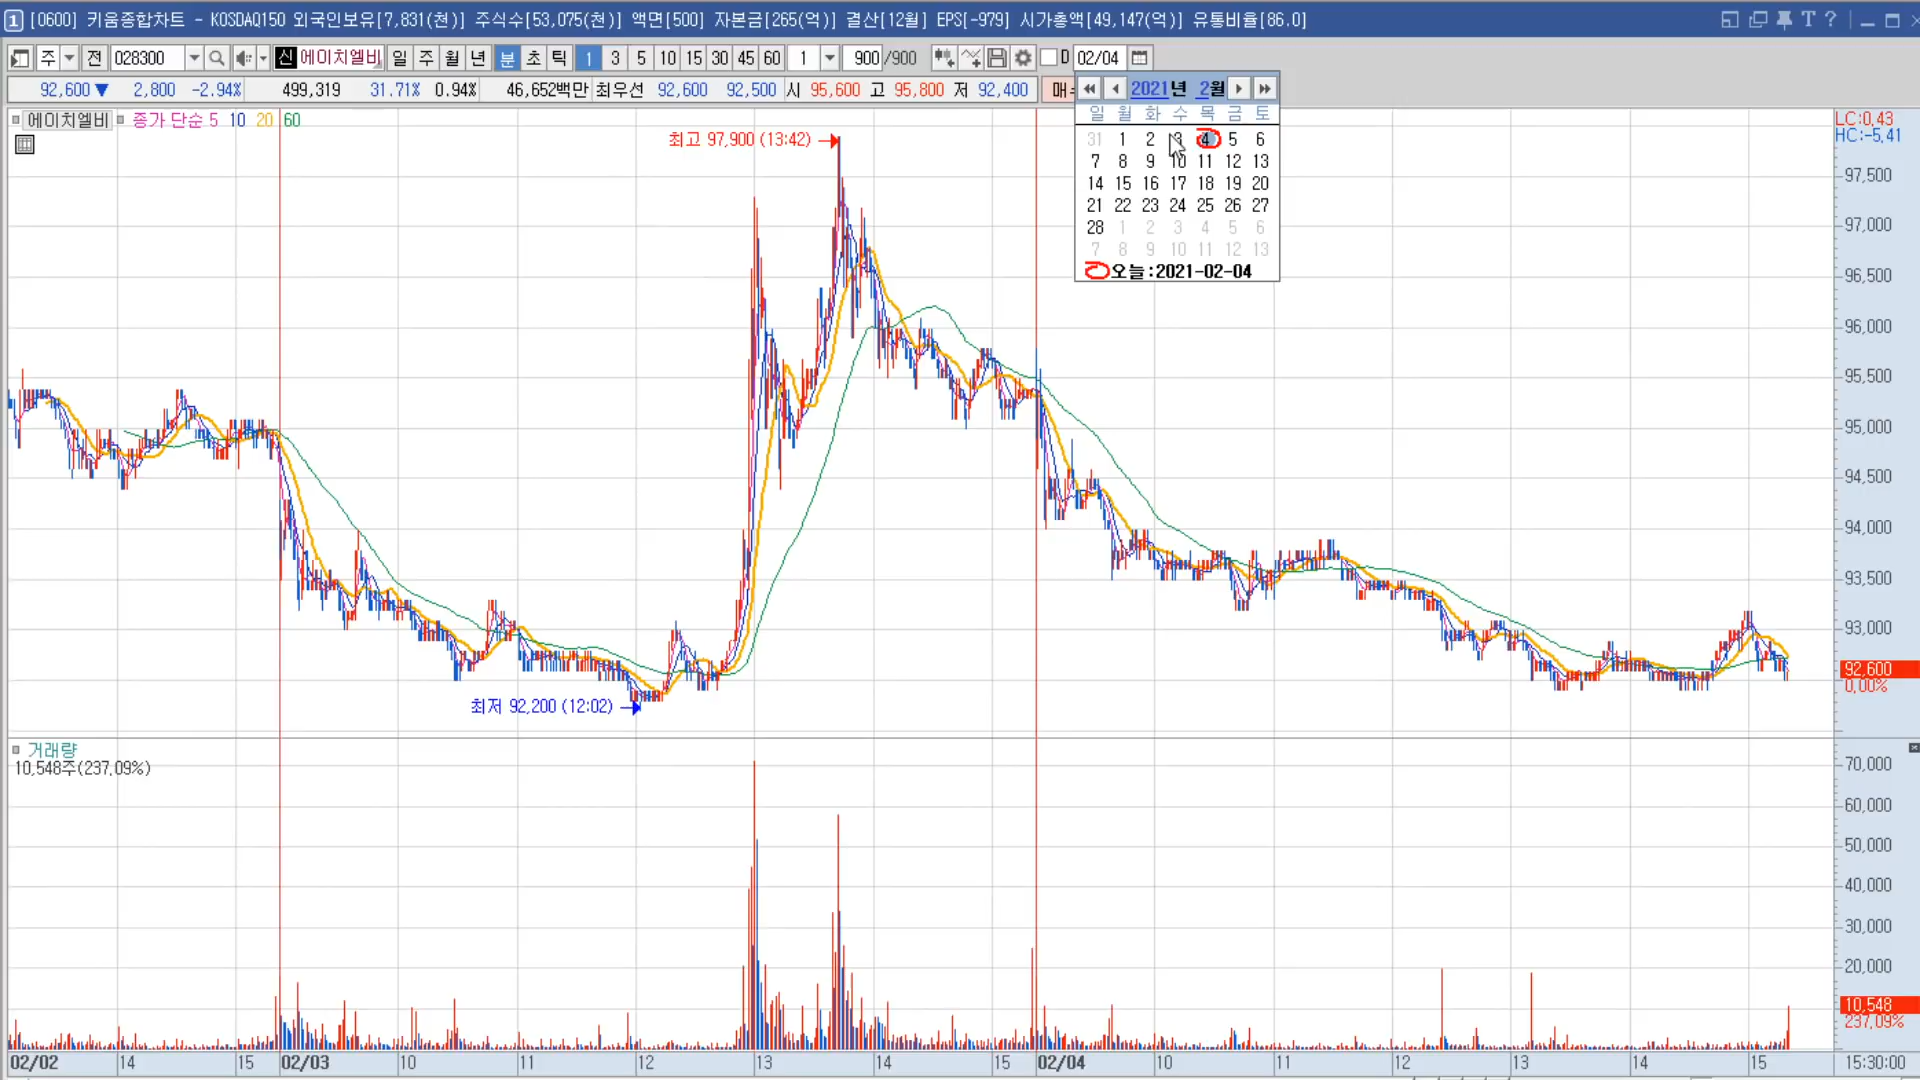 1 [0600] 키움종합차트 - KOSDAQ150 외국인보유[7,831(천)] 주식수[53,075(천)] 액면[500] 자본금[265(억)] 결산[12월] EPS[-979] 시가총액[49,147(억)] 유통비율[86.0] T ?
주 전 028300 신 에이치엘비 일 주 월 년 분 초 틱 1 3 5 10 15 30 45 60 1 900 /900 D 02/04
92,600 ▼ 2,800 -2.94% 499,319 31.71% 0.94% 46,652백만 최우선 92,600 92,500 시 95,600 고 95,800 저 92,400 매
2021년 2월
일 월 화 수 목 금 토
31 1 2 3 4 5 6
7 8 9 10 11 12 13
14 15 16 17 18 19 20
21 22 23 24 25 26 27
28 1 2 3 4 5 6
7 8 9 10 11 12 13
오늘:2021-02-04
에이치엘비 종가 단순 5 10 20 60
최고 97,900 (13:42)
최저 92,200 (12:02)
LC:0.43
HC:-5.41
97,500
97,000
96,500
96,000
95,500
95,000
94,500
94,000
93,500
93,000
92,600
0.00%
거래량
10,548주(237.09%)
70,000
60,000
50,000
40,000
30,000
20,000
10,548
237.09%
02/02 14 15 02/03 10 11 12 13 14 15 02/04 10 11 12 13 14 15 15:30:00